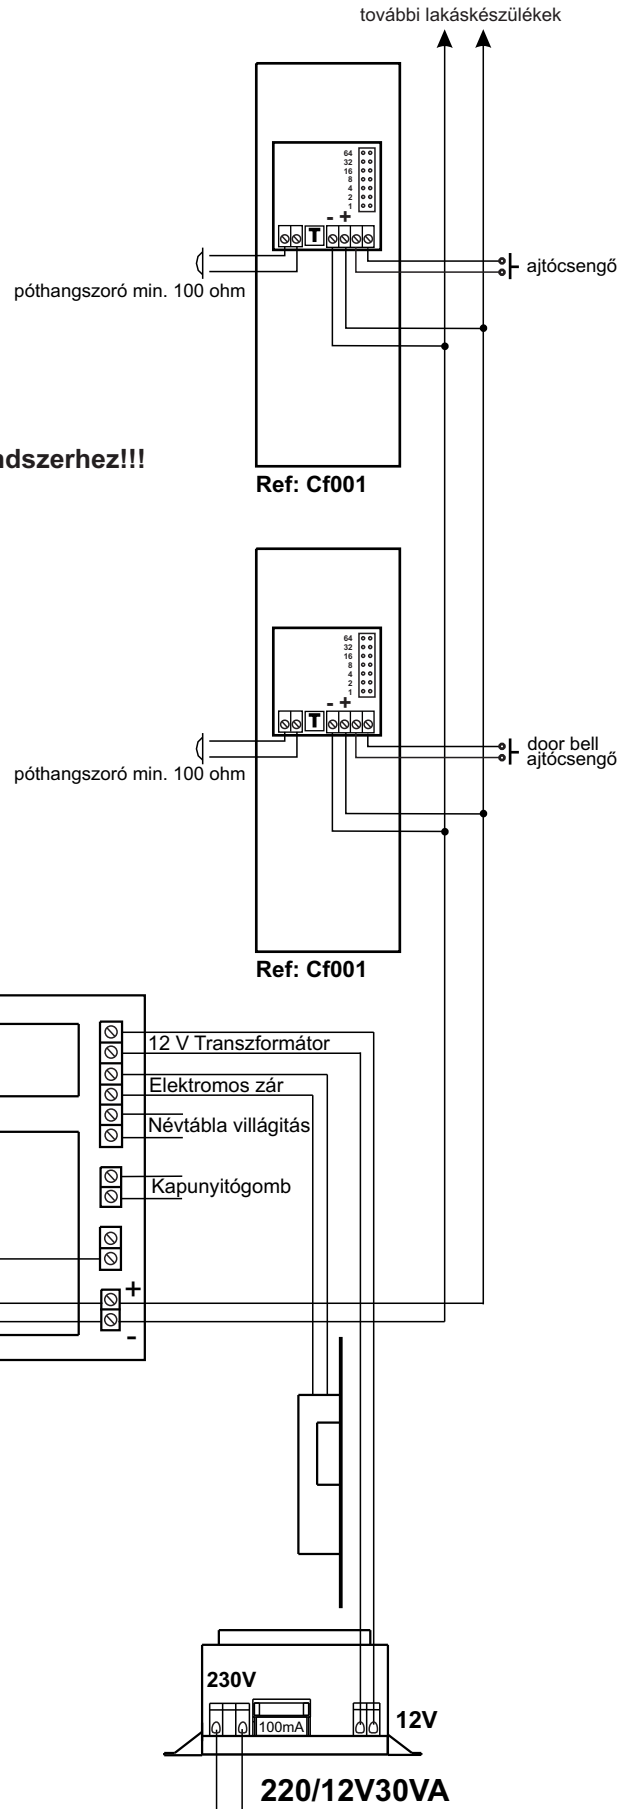 további lakáskészülékek
64
32
16
8
4
2
1
- +
T
ajtócsengő
póthangszoró min. 100 ohm
ndszerhez!!!
Ref: Cf001
64
32
16
8
4
2
1
- +
T
door bell
ajtócsengő
póthangszoró min. 100 ohm
Ref: Cf001
12 V Transzformátor
Elektromos zár
Névtábla villágitás
Kapunyitógomb
+
-
230V
100mA
12V
220/12V30VA